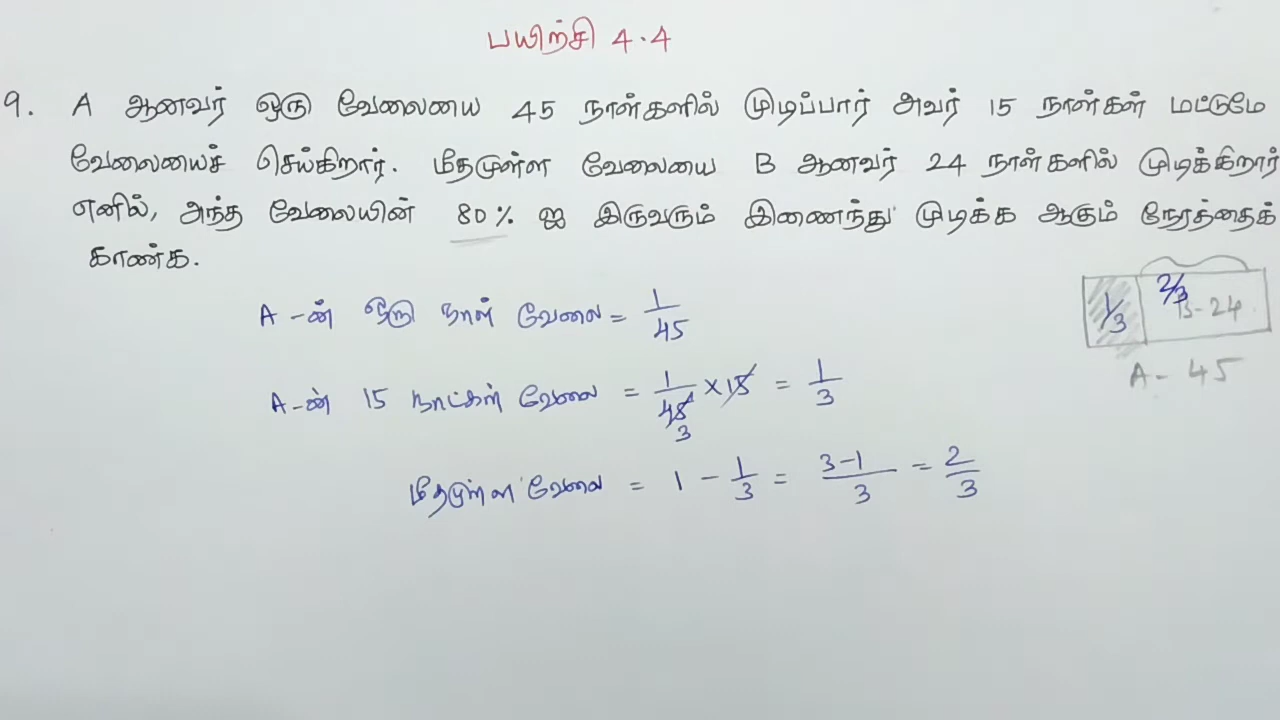 பயிற்சி 4.4
9. A ஆனவர் ஒரு வேலையை 45 நாள்களில் முடிப்பார் அவர் 15 நாள்கள் மட்டுமே
வேலையைச் செய்கிறார். மீதமுள்ள வேலையை B ஆனவர் 24 நாள்களில் முடிக்கிறார்
எனில், அந்த வேலையின் 80% ஐ இருவரும் இணைந்து முடிக்க ஆகும் நேரத்தைக்
காண்க.
1/3 2/3 B-24
A - 45
A-ன் ஒரு நாள் வேலை = 1/45
A-ன் 15 நாட்கள் வேலை = 1/45 × 15 = 1/3
3
மீதமுள்ள வேலை = 1 - 1/3 = 3-1/3 = 2/3